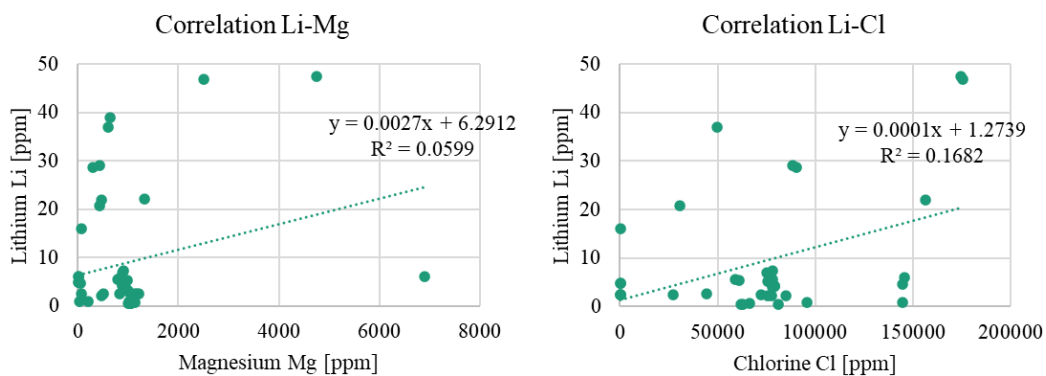 Correlation Li-Mg
50
40
30
20
10
0
Lithium Li [ppm]
y = 0.0027x + 6.2912
R² = 0.0599
0 2000 4000 6000 8000
Magnesium Mg [ppm]
Correlation Li-Cl
50
40
30
20
10
0
Lithium Li [ppm]
y = 0.0001x + 1.2739
R² = 0.1682
0 50000 100000 150000 200000
Chlorine Cl [ppm]